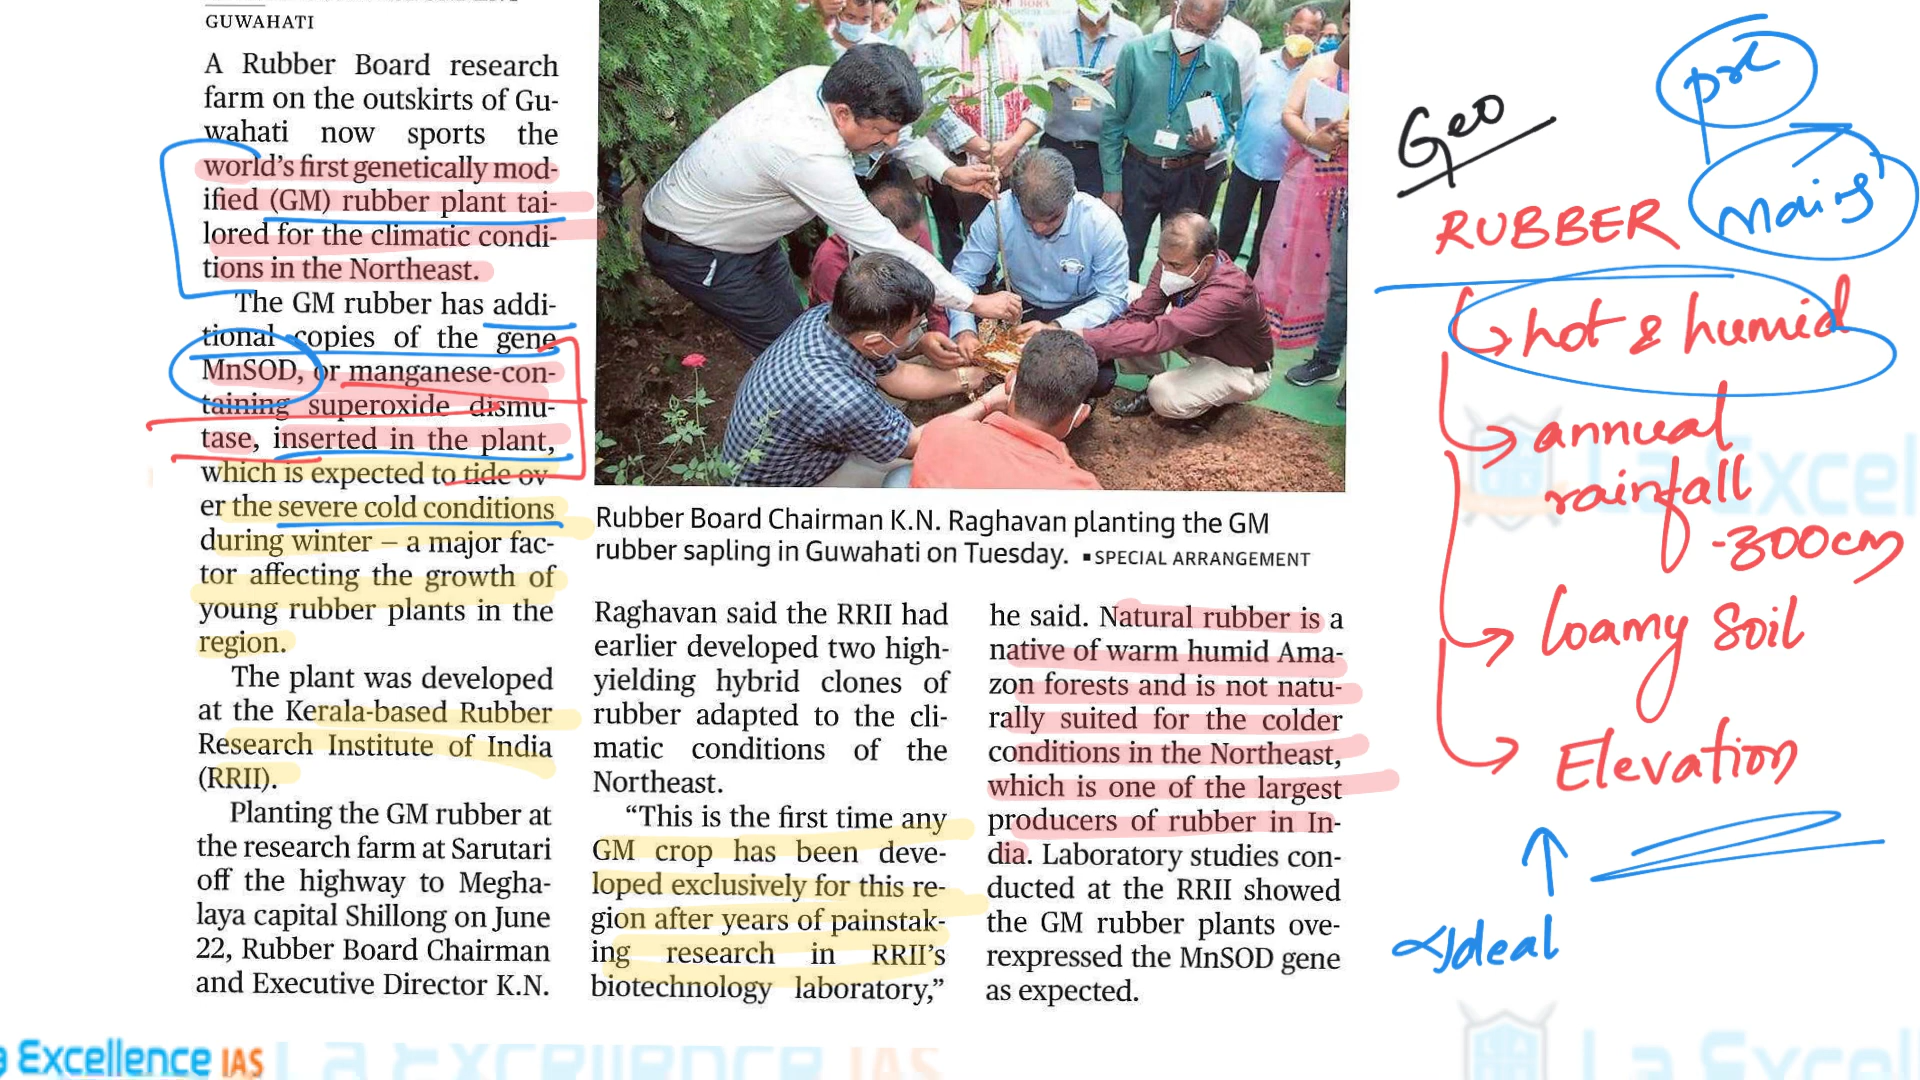 GUWAHATI
A Rubber Board research
farm on the outskirts of Gu-
wahati now sports the
world's first genetically mod-
ified (GM) rubber plant tai-
lored for the climatic condi-
tions in the Northeast.
The GM rubber has addi-
tional copies of the gene
MnSOD, or manganese-con-
taining superoxide dismu-
tase, inserted in the plant,
which is expected to tide ov-
er the severe cold conditions
during winter – a major fac-
tor affecting the growth of
young rubber plants in the
region.
The plant was developed
at the Kerala-based Rubber
Research Institute of India
(RRII).
Planting the GM rubber at
the research farm at Sarutari
off the highway to Megha-
laya capital Shillong on June
22, Rubber Board Chairman
and Executive Director K.N.
Rubber Board Chairman K.N. Raghavan planting the GM
rubber sapling in Guwahati on Tuesday. ▪ SPECIAL ARRANGEMENT
Raghavan said the RRII had
earlier developed two high-
yielding hybrid clones of
rubber adapted to the cli-
matic conditions of the
Northeast.
“This is the first time any
GM crop has been deve-
loped exclusively for this re-
gion after years of painstak-
ing research in RRII's
biotechnology laboratory,”
he said. Natural rubber is a
native of warm humid Ama-
zon forests and is not natu-
rally suited for the colder
conditions in the Northeast,
which is one of the largest
producers of rubber in In-
dia. Laboratory studies con-
ducted at the RRII showed
the GM rubber plants ove-
rexpressed the MnSOD gene
as expected.
Geo
pre
Mains
RUBBER
hot & humid
annual
rainfall
-300cm
loamy Soil
Elevation
Ideal
La Excel
a Excellence IAS
La Excellence IAS
La Excel